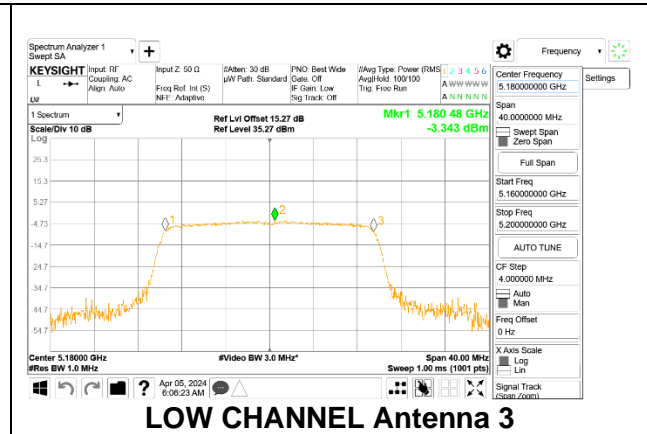 Spectrum Analyzer 1
Swept SA
+
Frequency
KEYSIGHT
Input: RF
Coupling: AC
Align: Auto
Input Z: 50 Ω
Freq Ref: Int (S)
NFE: Adaptive
#Atten: 30 dB
µW Path: Standard
PNO: Best Wide
Gate: Off
IF Gain: Low
Sig Track: Off
#Avg Type: Power (RMS
Avg|Hold: 100/100
Trig: Free Run
1 2 3 4 5 6
A W W W W W
A N N N N N
L
1 Spectrum
Scale/Div 10 dB
Log
Ref Lvl Offset 15.27 dB
Ref Level 35.27 dBm
Mkr1 5.180 48 GHz
-3.343 dBm
25.3
15.3
5.27
-4.73
-14.7
-24.7
-34.7
-44.7
-54.7
1
2
3
Center 5.18000 GHz
#Res BW 1.0 MHz
#Video BW 3.0 MHz*
Span 40.00 MHz
Sweep 1.00 ms (1001 pts)
Center Frequency
5.180000000 GHz
Settings
Span
40.0000000 MHz
Swept Span
Zero Span
Full Span
Start Freq
5.160000000 GHz
Stop Freq
5.200000000 GHz
AUTO TUNE
CF Step
4.000000 MHz
Auto
Man
Freq Offset
0 Hz
X Axis Scale
Log
Lin
Signal Track
(Span Zoom)
?
Apr 05, 2024
6:06:23 AM
LOW CHANNEL Antenna 3